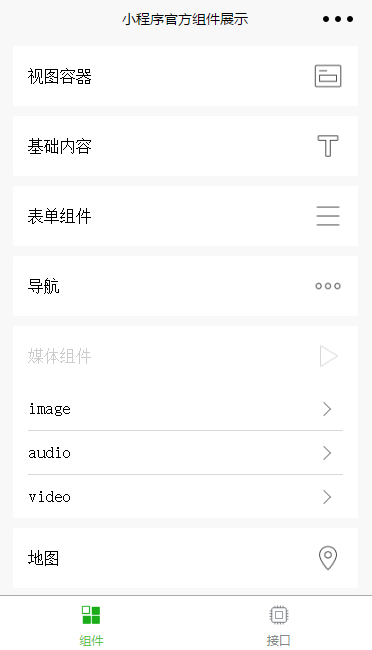 小程序官方组件展示
视图容器
基础内容
表单组件
导航
媒体组件
image
audio
video
地图
组件
接口